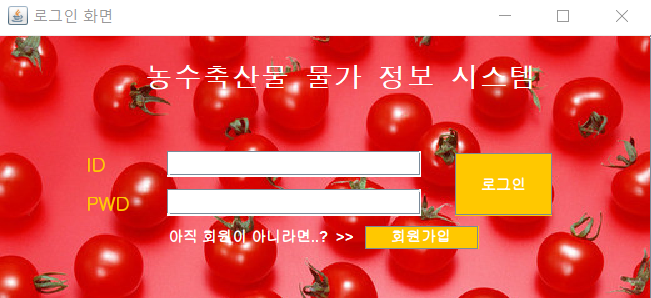 로그인 화면
농수축산물 물가 정보 시스템
ID
로그인
PWD
아직 회원이 아니라면..? >> 회원가입